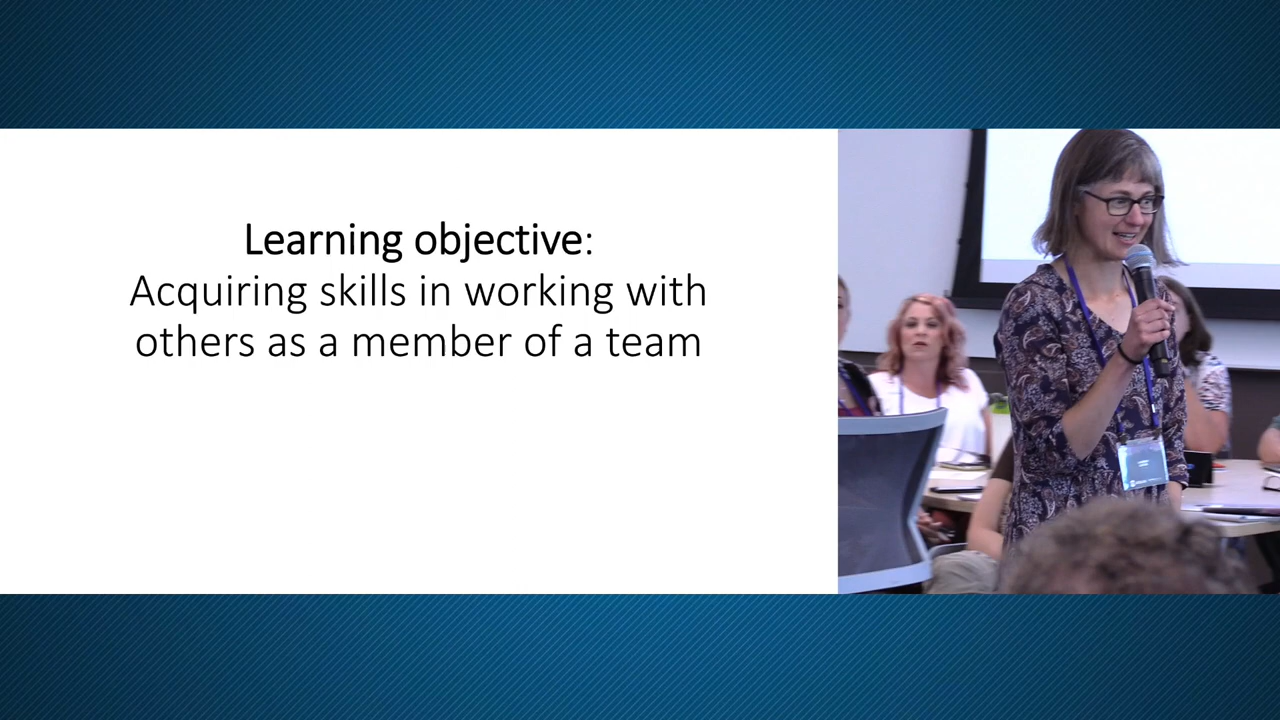 Learning objective:
Acquiring skills in working with
others as a member of a team